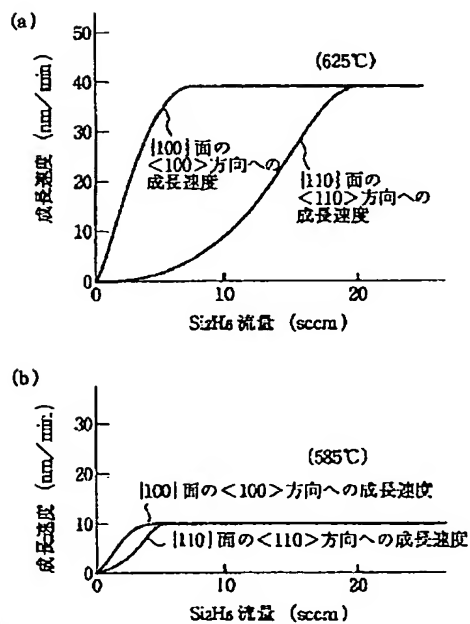 (a)
(625℃)
50
40
30
20
10
0
成長速度 (nm/min)
{100} 面の
<100> 方向への
成長速度
{110} 面の
<110> 方向への
成長速度
0
10
20
Si2H6 流量 (sccm)
(b)
(585℃)
30
20
10
0
成長速度 (nm/min)
{100} 面の<100> 方向への成長速度
{110} 面の<110> 方向への成長速度
0
10
20
Si2H6 流量 (sccm)